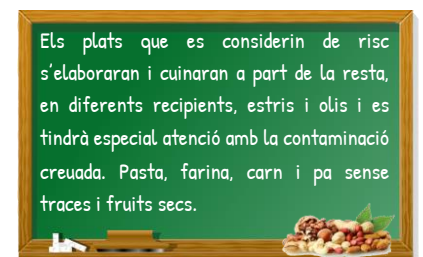 Els plats que es considerin de risc
s'elaboraran i cuinaran a part de la resta,
en diferents recipients, estris i olis i es
tindrà especial atenció amb la contaminació
creuada. Pasta, farina, carn i pa sense
traces i fruits secs.